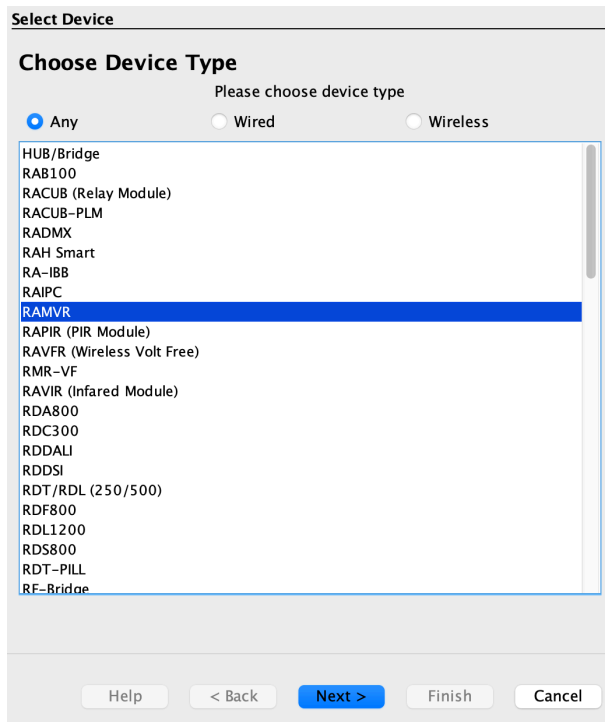 Select Device
Choose Device Type
Please choose device type
Any Wired Wireless
HUB/Bridge
RAB100
RACUB (Relay Module)
RACUB-PLM
RADMX
RAH Smart
RA-IBB
RAIPC
RAMVR
RAPIR (PIR Module)
RAVFR (Wireless Volt Free)
RMR-VF
RAVIR (Infared Module)
RDA800
RDC300
RDDALI
RDDSI
RDT/RDL (250/500)
RDF800
RDL1200
RDS800
RDT-PILL
RF-Bridge
Help < Back Next > Finish Cancel